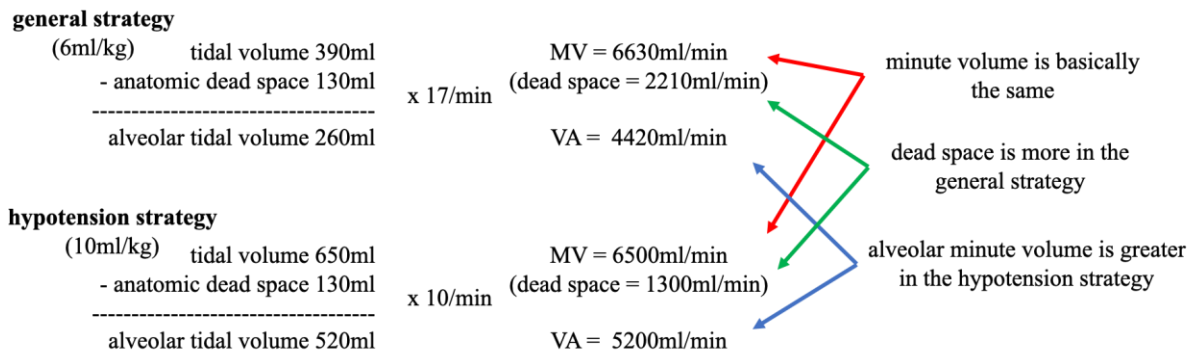 general strategy
(6ml/kg) tidal volume 390ml
- anatomic dead space 130ml
-----------------------------------
alveolar tidal volume 260ml
x 17/min
MV = 6630ml/min
(dead space = 2210ml/min)
VA = 4420ml/min
minute volume is basically
the same
dead space is more in the
general strategy
alveolar minute volume is greater
in the hypotension strategy
hypotension strategy
(10ml/kg) tidal volume 650ml
- anatomic dead space 130ml
-----------------------------------
alveolar tidal volume 520ml
x 10/min
MV = 6500ml/min
(dead space = 1300ml/min)
VA = 5200ml/min